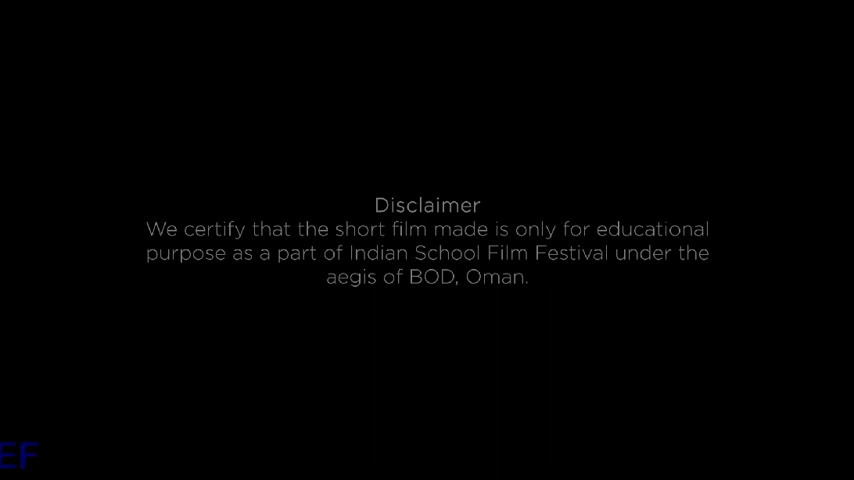 Disclaimer
We certify that the short film made is only for educational
purpose as a part of Indian School Film Festival under the
aegis of BOD, Oman.
EF